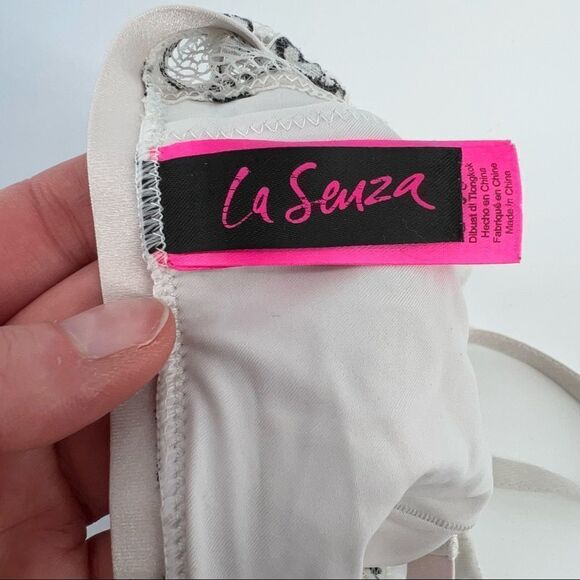 La Senza
Dibuat di Tiongkok
Hecho en China
Fabriqué en Chine
Made in China